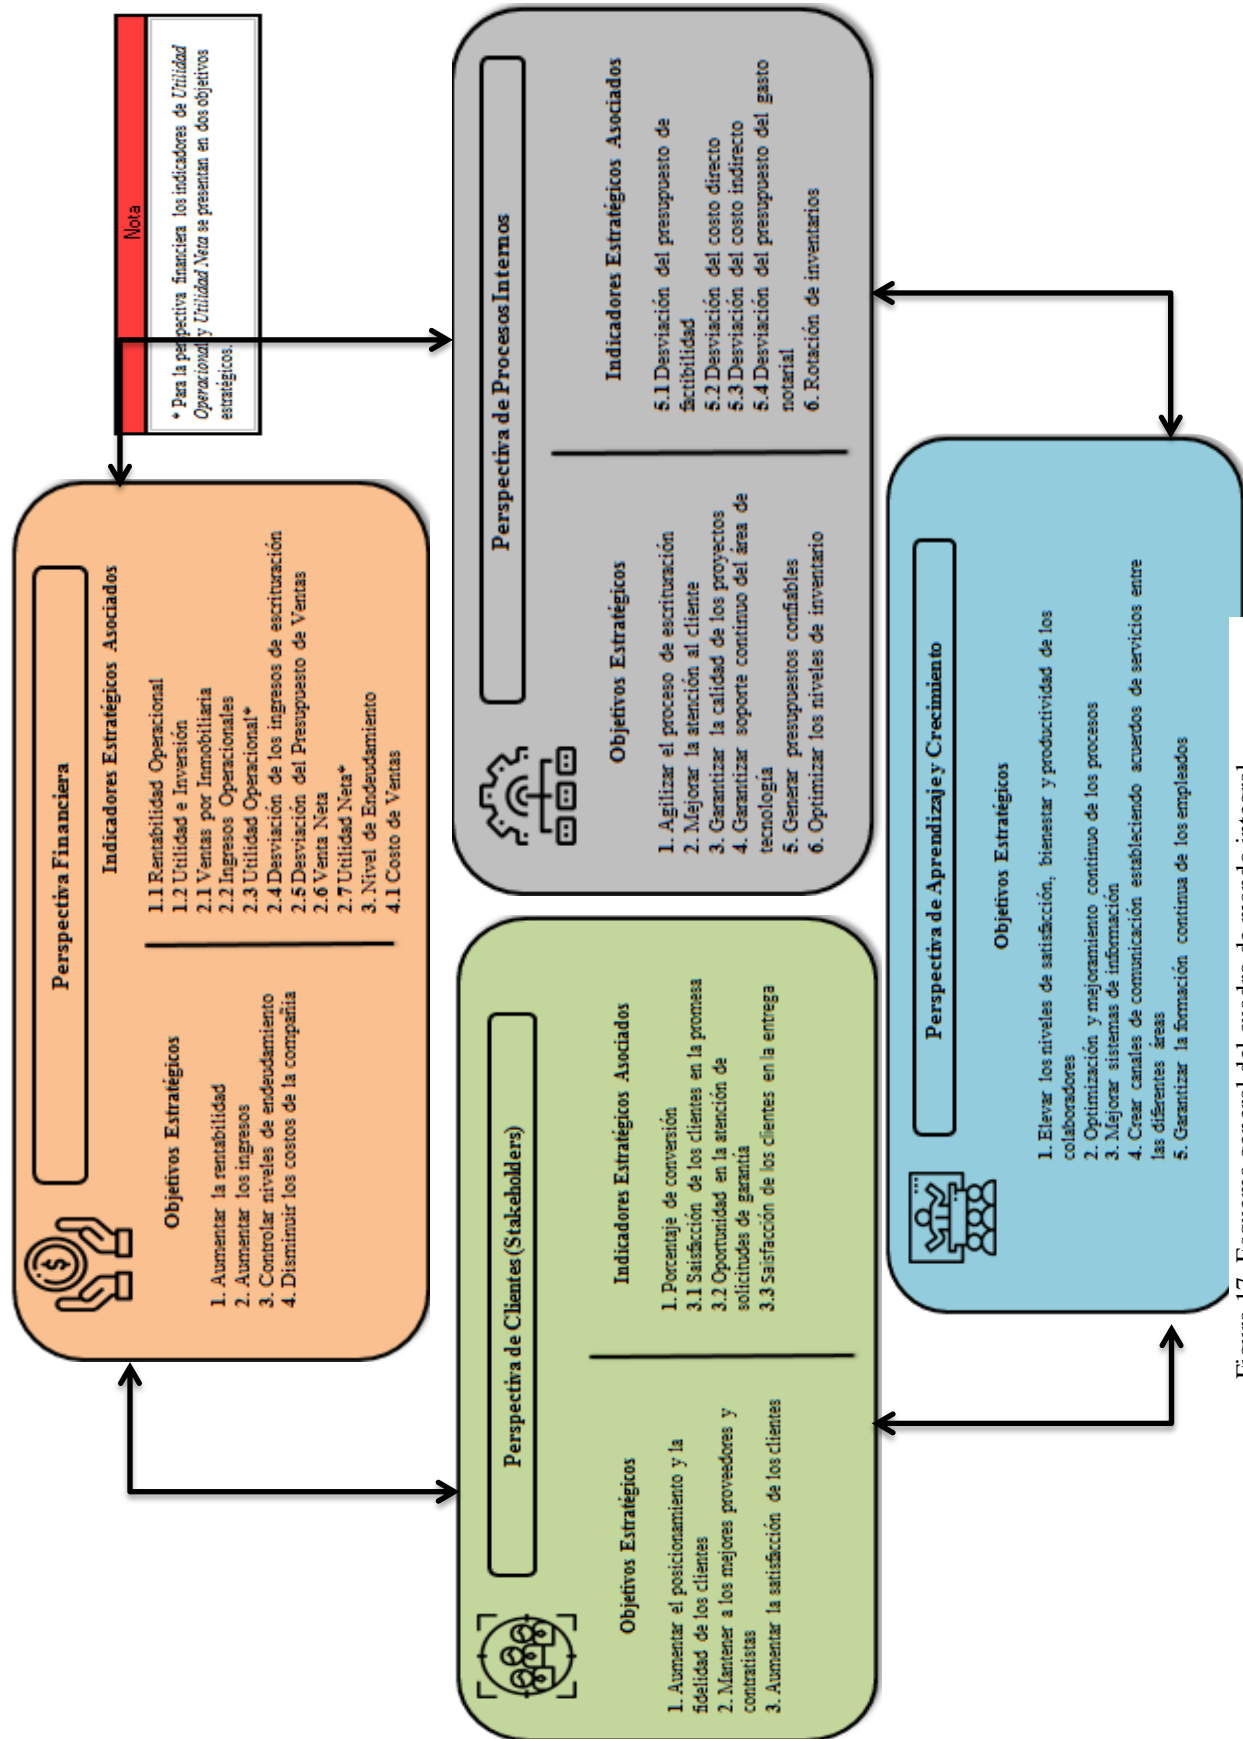 Perspectiva Financiera
Objetivos Estratégicos
1. Aumentar la rentabilidad
2. Aumentar los ingresos
3. Controlar niveles de endeudamiento
4. Disminuir los costos de la compañia
Indicadores Estratégicos Asociados
1.1 Rentabilidad Operacional
1.2 Utilidad e Inversión
2.1 Ventas por Inmobiliaria
2.2 Ingresos Operacionales
2.3 Utilidad Operacional*
2.4 Desviación de los ingresos de escrituración
2.5 Desviación del Presupuesto de Ventas
2.6 Venta Neta
2.7 Utilidad Neta*
3. Nivel de Endeudamiento
4.1 Costo de Ventas
Nota
* Para la perspectiva financiera los indicadores de Utilidad
Operacional y Utilidad Neta se presentan en dos objetivos
estratégicos.
Perspectiva de Clientes (Stakeholders)
Objetivos Estratégicos
1. Aumentar el posicionamiento y la
fidelidad de los clientes
2. Mantener a los mejores proveedores y
contratistas
3. Aumentar la satisfacción de los clientes
Indicadores Estratégicos Asociados
1. Porcentaje de conversión
3.1 Saisfacción de los clientes en la promesa
3.2 Oportunidad en la atención de
solicitudes de garantía
3.3 Saisfacción de los clientes en la entrega
Perspectiva de Procesos Internos
Objetivos Estratégicos
1. Agilizar el proceso de escrituración
2. Mejorar la atención al cliente
3. Garantizar la calidad de los proyectos
4. Garantizar soporte continuo del área de
tecnología
5. Generar presupuestos confiables
6. Optimizar los niveles de inventario
Indicadores Estratégicos Asociados
5.1 Desviación del presupuesto de
factibilidad
5.2 Desviación del costo directo
5.3 Desviación del costo indirecto
5.4 Desviación del presupuesto del gasto
notarial
6. Rotación de inventarios
Perspectiva de Aprendizaje y Crecimiento
Objetivos Estratégicos
1. Elevar los niveles de satisfacción, bienestar y productividad de los
colaboradores
2. Optimización y mejoramiento continuo de los procesos
3. Mejorar sistemas de información
4. Crear canales de comunicación estableciendo acuerdos de servicios entre
las diferentes áreas
5. Garantizar la formación continua de los empleados
Figura 17. Esquema general del cuadro de mando integral